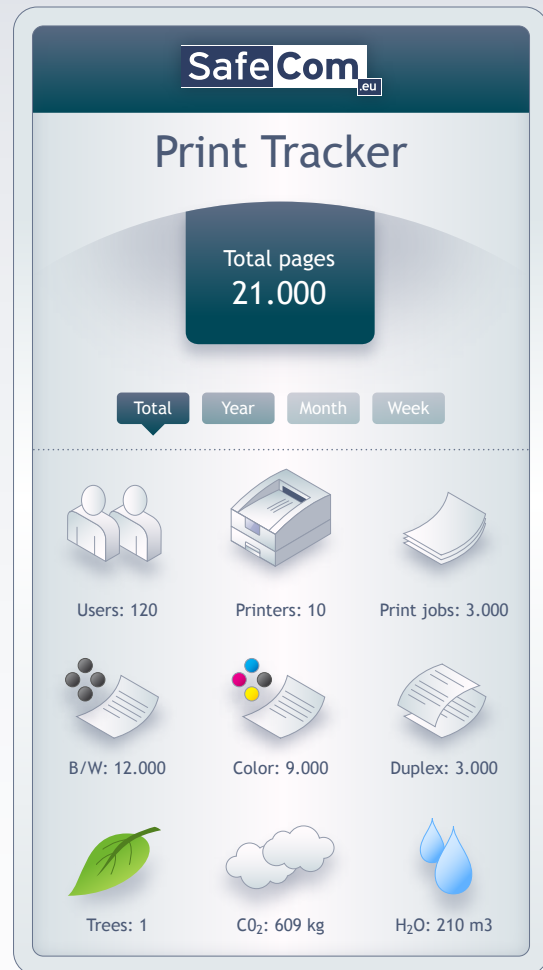 SafeCom
.eu
Print Tracker
Total pages
21.000
Total Year Month Week
Users: 120 Printers: 10 Print jobs: 3.000
B/W: 12.000 Color: 9.000 Duplex: 3.000
Trees: 1 C0₂: 609 kg H₂O: 210 m3